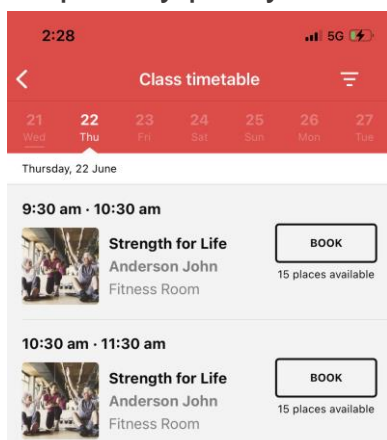 2:28
5G
Class timetable
21 22 23 24 25 26 27
Wed Thu Fri Sat Sun Mon Tue
Thursday, 22 June
9:30 am · 10:30 am
Strength for Life
BOOK
Anderson John
15 places available
Fitness Room
10:30 am · 11:30 am
Strength for Life
BOOK
Anderson John
15 places available
Fitness Room